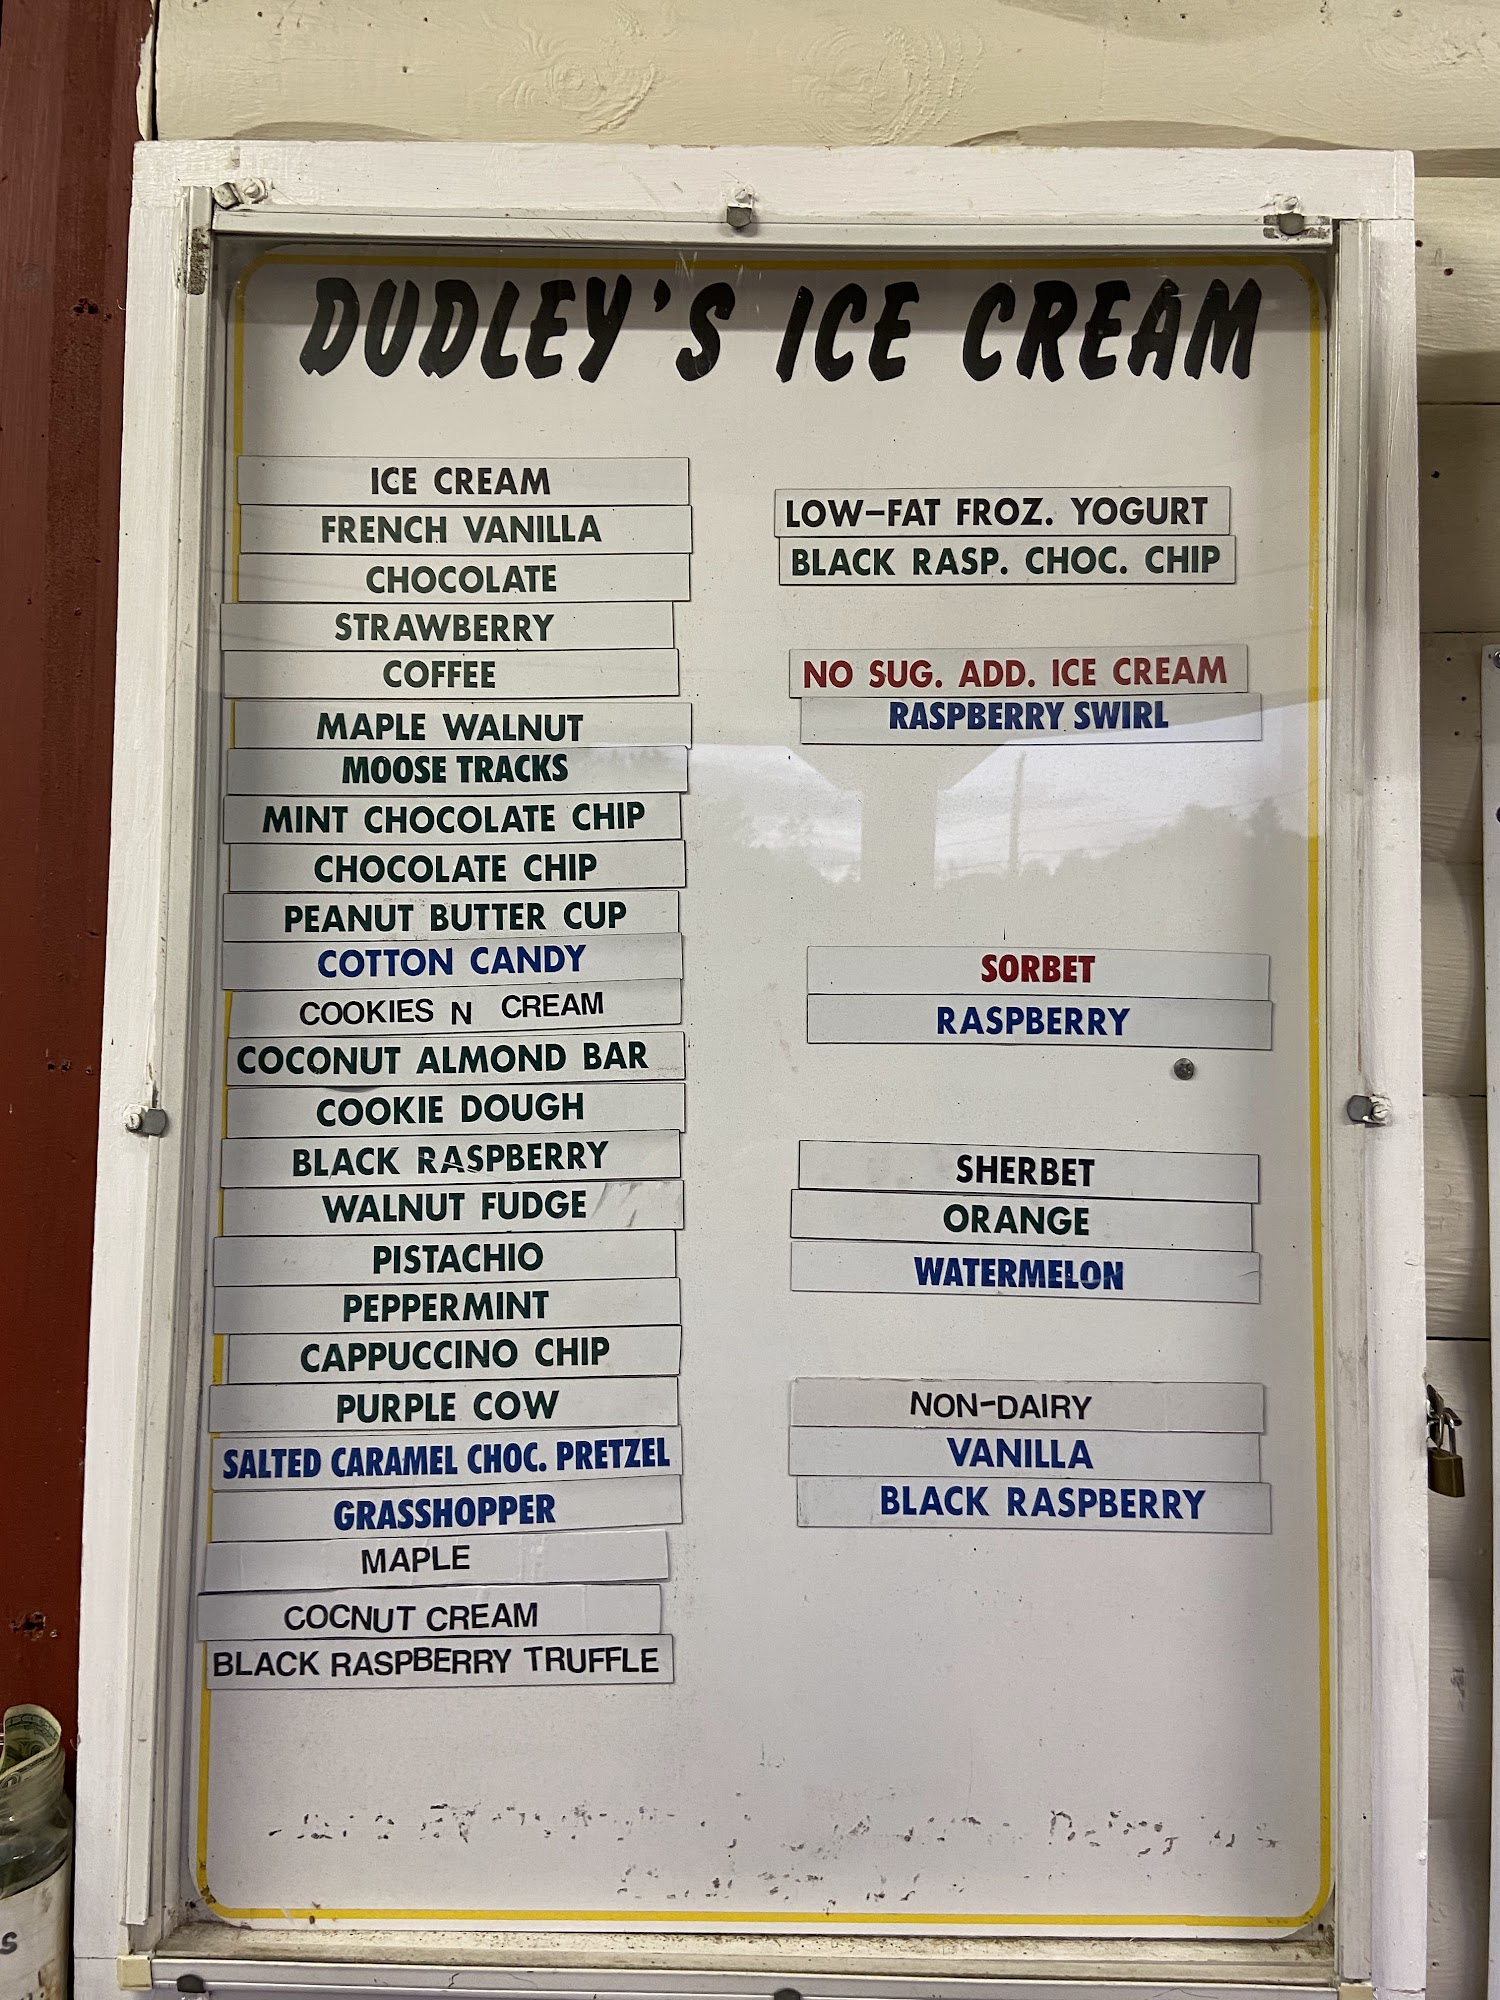 DUDLEY'S ICE CREAM
ICE CREAM
FRENCH VANILLA
CHOCOLATE
STRAWBERRY
COFFEE
MAPLE WALNUT
MOOSE TRACKS
MINT CHOCOLATE CHIP
CHOCOLATE CHIP
PEANUT BUTTER CUP
COTTON CANDY
COOKIES N CREAM
COCONUT ALMOND BAR
COOKIE DOUGH
BLACK RASPBERRY
WALNUT FUDGE
PISTACHIO
PEPPERMINT
CAPPUCCINO CHIP
PURPLE COW
SALTED CARAMEL CHOC. PRETZEL
GRASSHOPPER
MAPLE
COCNUT CREAM
BLACK RASPBERRY TRUFFLE
LOW-FAT FROZ. YOGURT
BLACK RASP. CHOC. CHIP
NO SUG. ADD. ICE CREAM
RASPBERRY SWIRL
SORBET
RASPBERRY
SHERBET
ORANGE
WATERMELON
NON-DAIRY
VANILLA
BLACK RASPBERRY